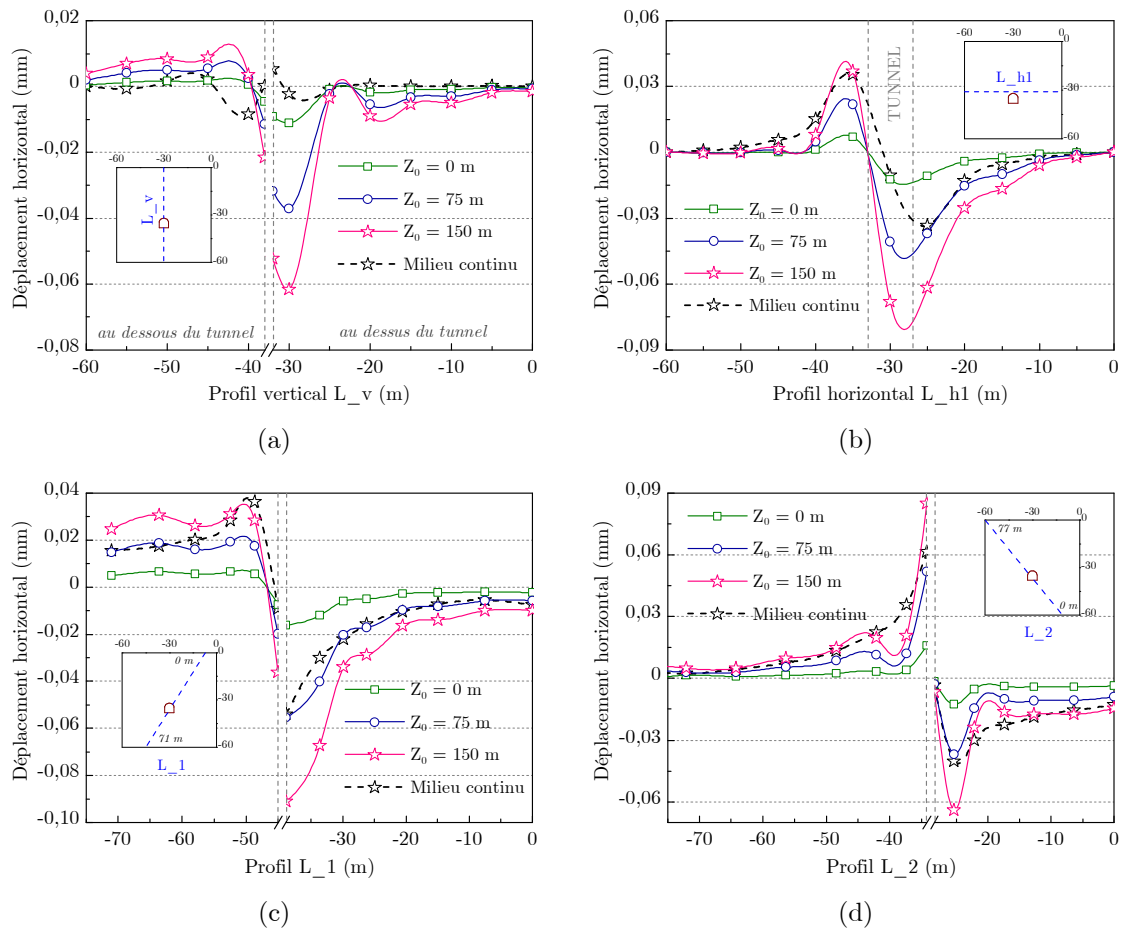 0,02
0
-0,02
-0,04
-0,06
-0,08
Déplacement horizontal (mm)
-60 -30 0
L_v
-30
-60
Z₀ = 0 m
Z₀ = 75 m
Z₀ = 150 m
Milieu continu
au dessous du tunnel
au dessus du tunnel
-60 -50 -40 -30 -20 -10 0
Profil vertical L_v (m)
(a)
0,06
0,03
0
-0,03
-0,06
-0,09
Déplacement horizontal (mm)
TUNNEL
-60 -30 0
L_h1
-30
-60
Z₀ = 0 m
Z₀ = 75 m
Z₀ = 150 m
Milieu continu
-60 -50 -40 -30 -20 -10 0
Profil horizontal L_h1 (m)
(b)
0,04
0,02
0
-0,02
-0,04
-0,06
-0,08
-0,10
Déplacement horizontal (mm)
-60 -30 0
0 m
-30
71 m
-60
L_1
Z₀ = 0 m
Z₀ = 75 m
Z₀ = 150 m
Milieu continu
-70 -60 -50 -40 -30 -20 -10 0
Profil L_1 (m)
(c)
0,09
0,06
0,03
0
-0,03
-0,06
Déplacement horizontal (mm)
Z₀ = 0 m
Z₀ = 75 m
Z₀ = 150 m
Milieu continu
-60 -30 0
77 m
-30
0 m
-60
L_2
-70 -60 -50 -40 -30 -20 -10 0
Profil L_2 (m)
(d)